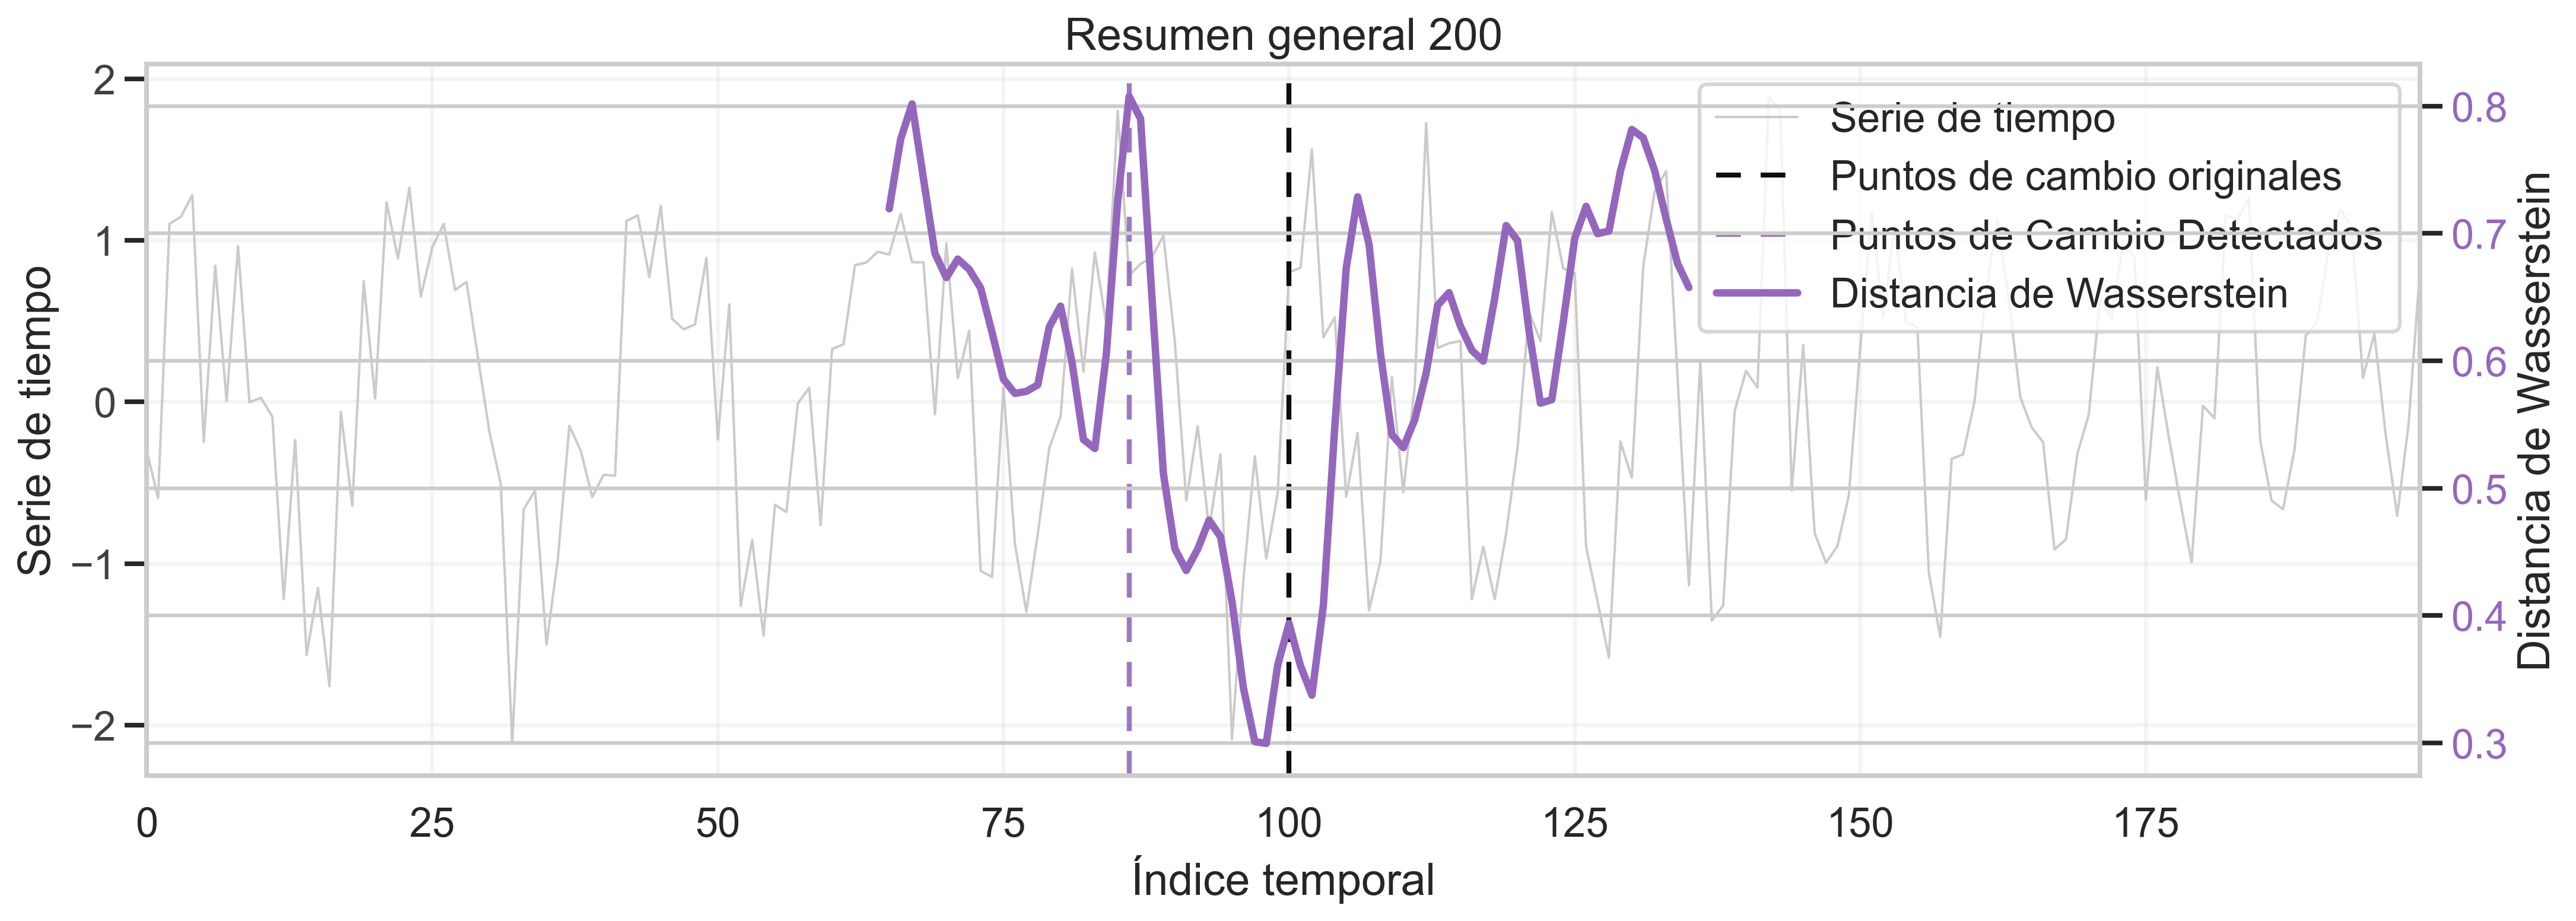 Resumen general 200
2
1
0
−1
−2
Serie de tiempo
Serie de tiempo
Puntos de cambio originales
Puntos de Cambio Detectados
Distancia de Wasserstein
0.8
0.7
0.6
0.5
0.4
0.3
Distancia de Wasserstein
0 25 50 75 100 125 150 175
Índice temporal